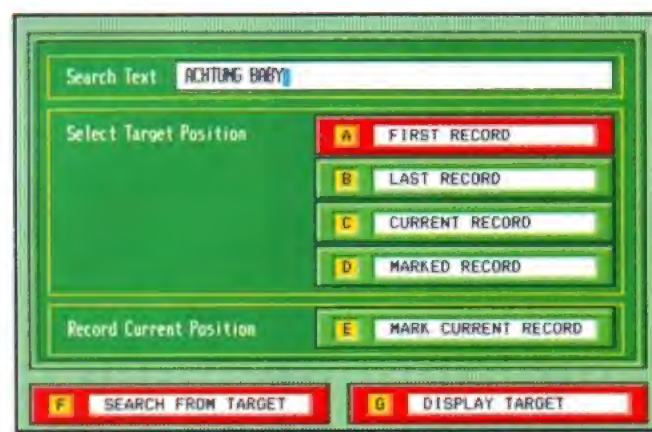 Search Text ACHTUNG BABY
Select Target Position
A FIRST RECORD
B LAST RECORD
C CURRENT RECORD
D MARKED RECORD
Record Current Position E MARK CURRENT RECORD
F SEARCH FROM TARGET G DISPLAY TARGET